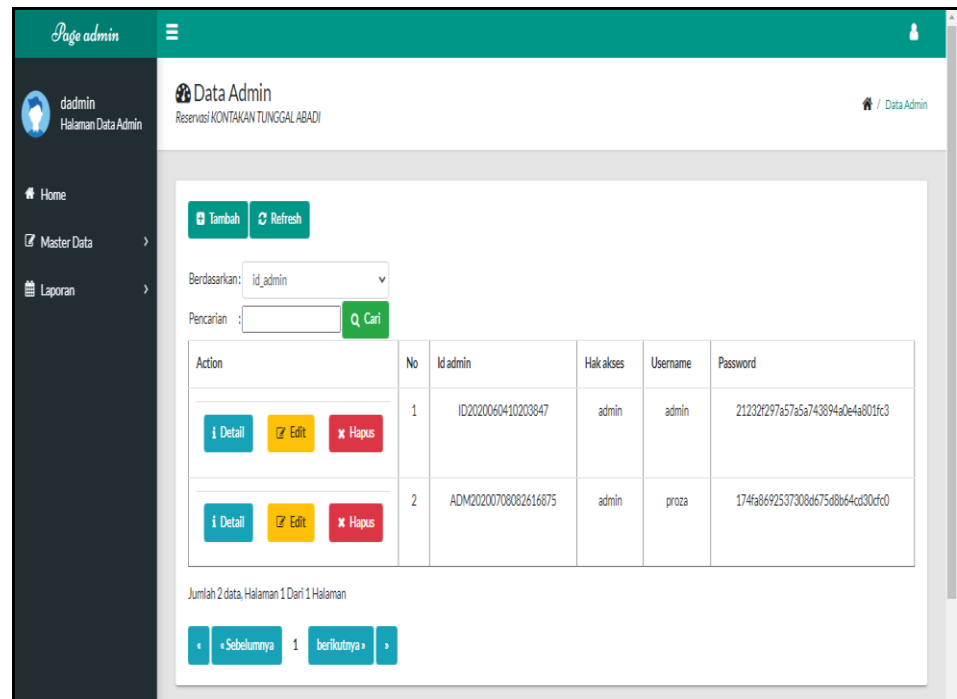 Page admin
dadmin
Halaman Data Admin
Home
Master Data
Laporan
Data Admin
Reservasi KONTAKAN TUNGGAL ABADI
/ Data Admin
Tambah Refresh
Berdasarkan : id_admin
Pencarian : Cari
Action No Id admin Hak akses Username Password
Detail Edit Hapus 1 ID2020060410203847 admin admin 21232f297a57a5a743894a0e4a801fc3
Detail Edit Hapus 2 ADM20200708082616875 admin proza 174fa8692537308d675d8b64cd30cfc0
Jumlah 2 data, Halaman 1 Dari 1 Halaman
« « Sebelumnya 1 berikutnya » »